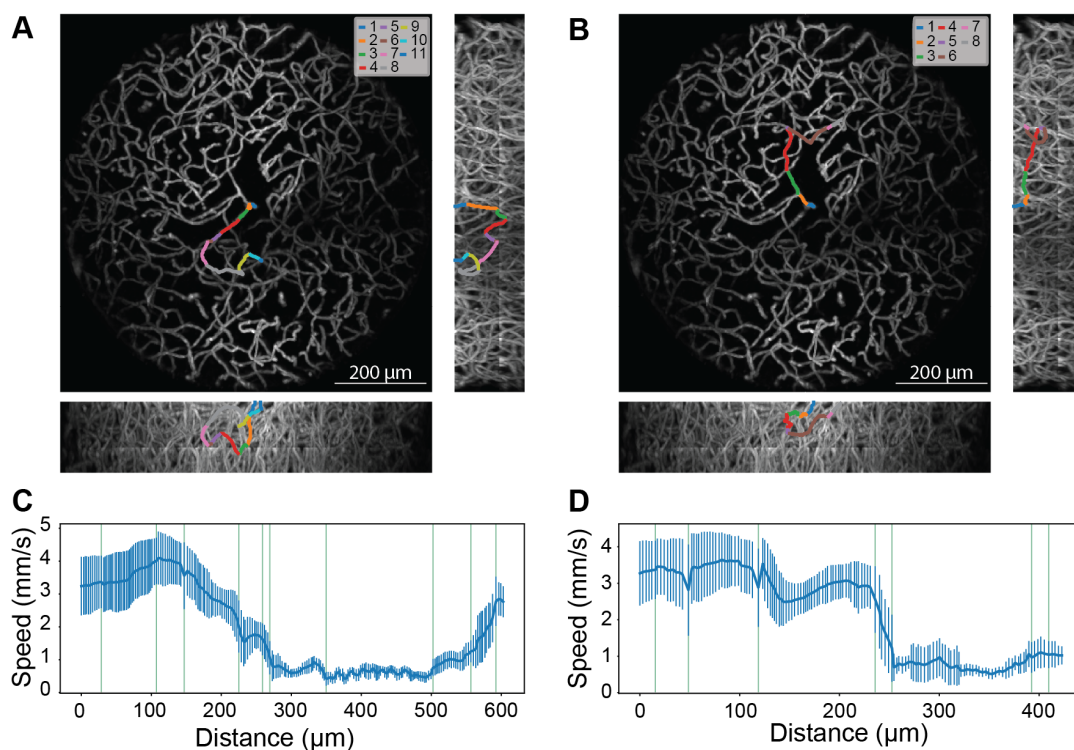 A
1 5 9
2 6 10
3 7 11
4 8
200 µm
B
1 4 7
2 5 8
3 6
200 µm
C
Speed (mm/s)
5
4
3
2
1
0
0 100 200 300 400 500 600
Distance (µm)
D
Speed (mm/s)
4
3
2
1
0
0 100 200 300 400
Distance (µm)